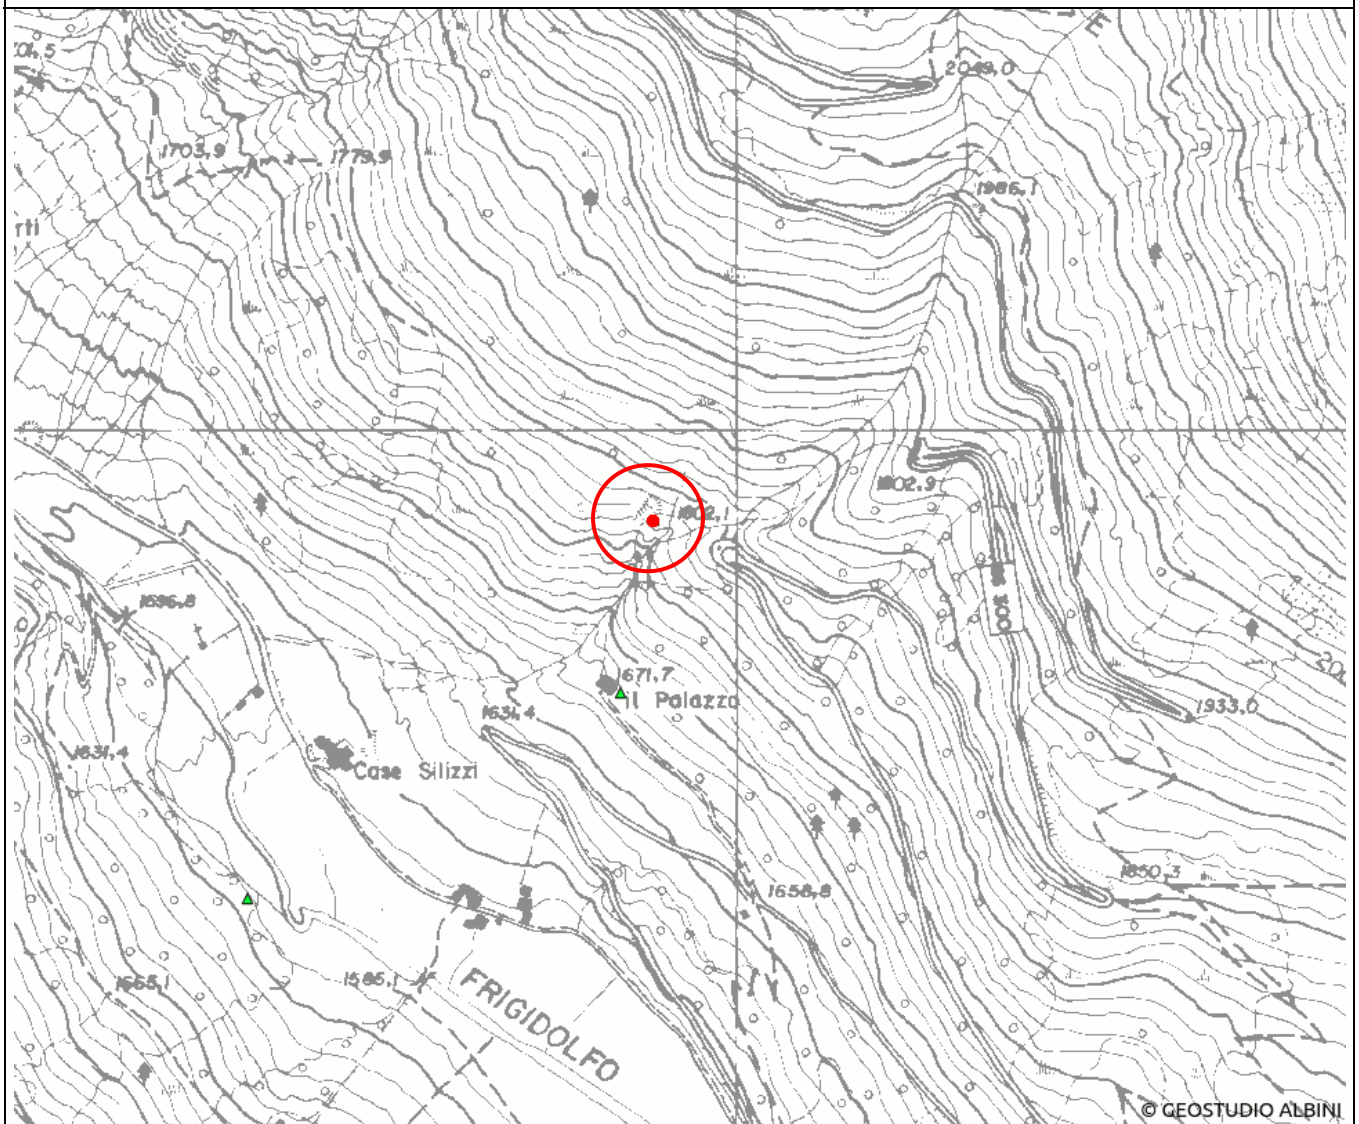 2049,0
1703,9
1779,9
1986,1
rti
1802,9
1802,1
SS 300
1596,8
1671,7
il Palazzo
1631,4
1933,0
1631,4
Case Silizzi
1850,3
1658,8
1585,1
1665,1
FRIGIDOLFO
© GEOSTUDIO ALBINI